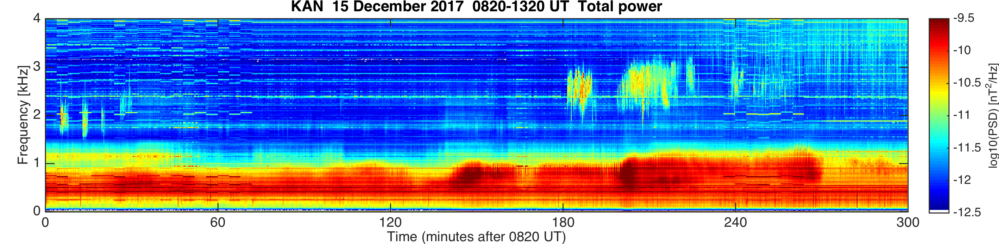 KAN 15 December 2017 0820-1320 UT Total power
4
3
2
1
0
Frequency [kHz]
0 60 120 180 240 300
Time (minutes after 0820 UT)
-9.5
-10
-10.5
-11
-11.5
-12
-12.5
log10(PSD) [nT²/Hz]